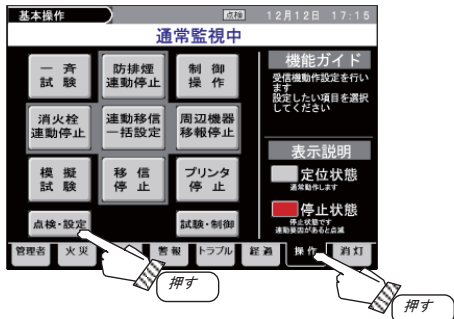 基本操作
点検
12月12日 17:15
通常監視中
一斉
試験
防排煙
連動停止
制御
操作
消火栓
連動停止
連動移信
一括設定
周辺機器
移報停止
模擬
試験
移信
停止
プリンタ
停止
点検・設定
試験・制御
機能ガイド
受信機動作設定を行い
ます
設定したい項目を選択
してください
表示説明
定位状態
通常動作します
停止状態
停止状態です
連動要因があると点滅
管理者
火災
警報
トラブル
経過
操作
消灯
押す
押す